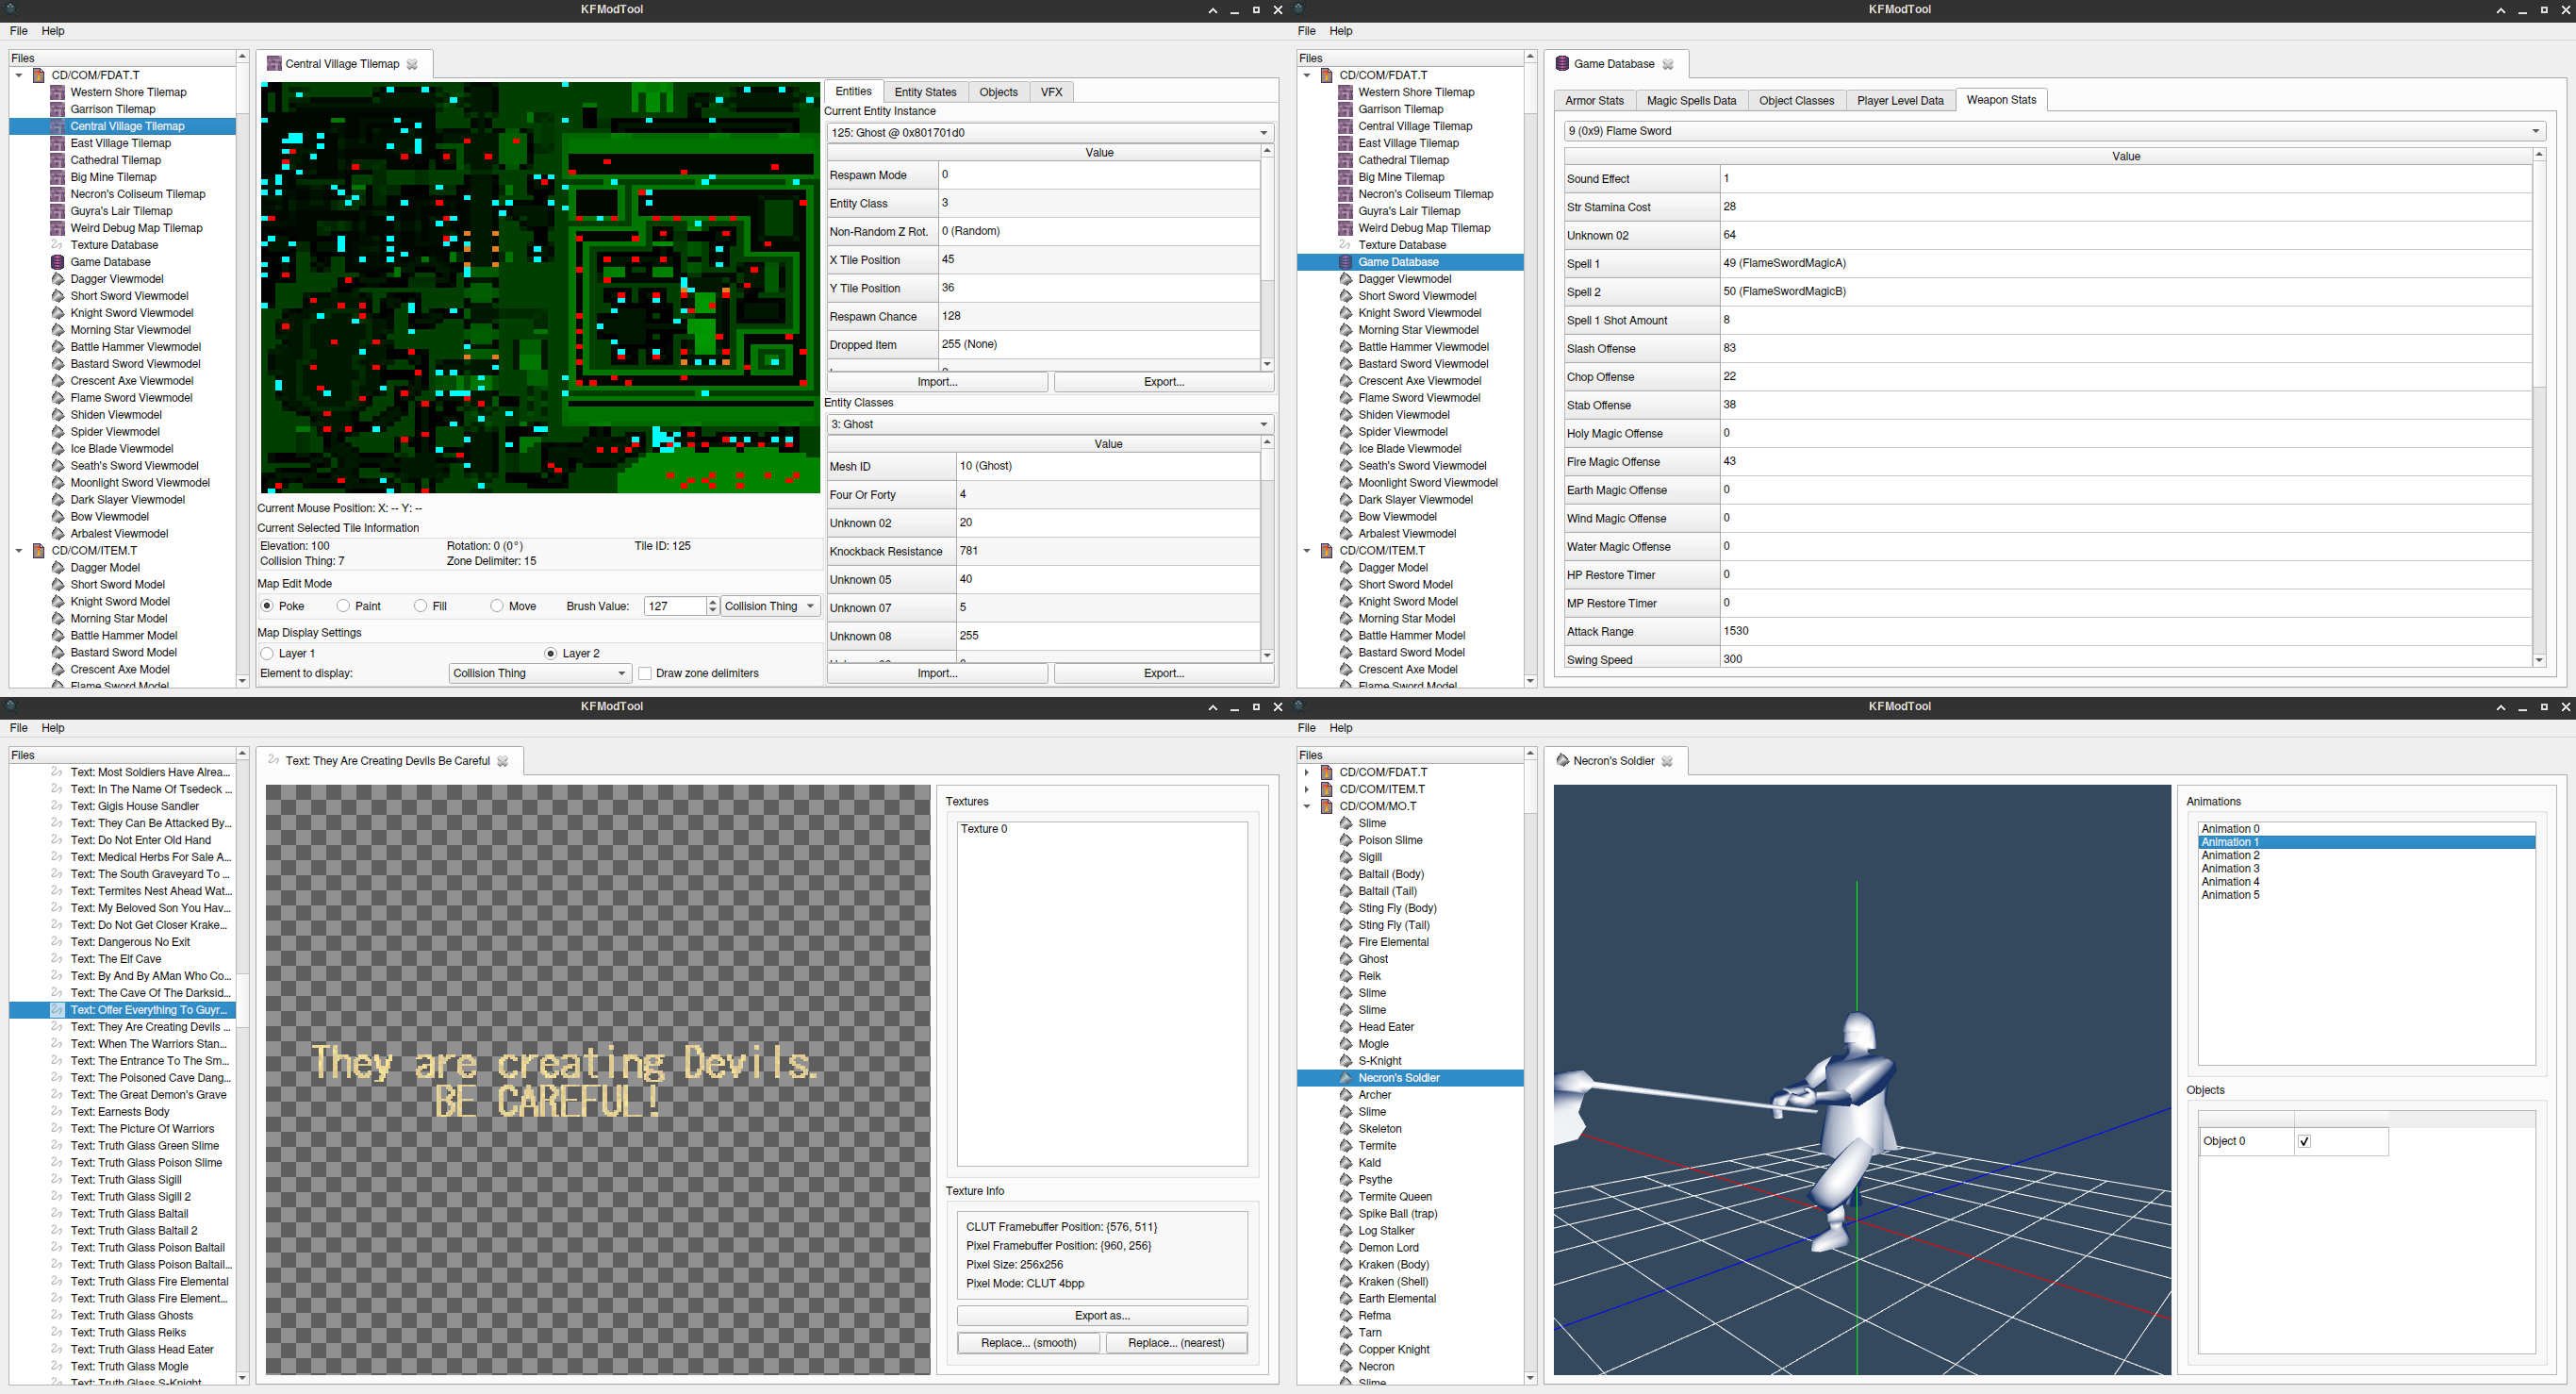 KFModTool
File Help
Files
CD/COM/FDAT.T
Western Shore Tilemap
Garrison Tilemap
Central Village Tilemap
East Village Tilemap
Cathedral Tilemap
Big Mine Tilemap
Necron's Coliseum Tilemap
Guyra's Lair Tilemap
Weird Debug Map Tilemap
Texture Database
Game Database
Dagger Viewmodel
Short Sword Viewmodel
Knight Sword Viewmodel
Morning Star Viewmodel
Battle Hammer Viewmodel
Bastard Sword Viewmodel
Crescent Axe Viewmodel
Flame Sword Viewmodel
Shiden Viewmodel
Spider Viewmodel
Ice Blade Viewmodel
Seath's Sword Viewmodel
Moonlight Sword Viewmodel
Dark Slayer Viewmodel
Bow Viewmodel
Arbalest Viewmodel
CD/COM/ITEM.T
Dagger Model
Short Sword Model
Knight Sword Model
Morning Star Model
Battle Hammer Model
Bastard Sword Model
Crescent Axe Model
Flame Sword Model
Central Village Tilemap
Current Mouse Position: X: -- Y: --
Current Selected Tile Information
Elevation: 100 Rotation: 0 (0°) Tile ID: 125
Collision Thing: 7 Zone Delimiter: 15
Map Edit Mode
Poke Paint Fill Move Brush Value: 127 Collision Thing
Map Display Settings
Layer 1 Layer 2
Element to display: Collision Thing Draw zone delimiters
Entities Entity States Objects VFX
Current Entity Instance
125: Ghost @ 0x801701d0
Value
Respawn Mode 0
Entity Class 3
Non-Random Z Rot. 0 (Random)
X Tile Position 45
Y Tile Position 36
Respawn Chance 128
Dropped Item 255 (None)
Import... Export...
Entity Classes
3: Ghost
Value
Mesh ID 10 (Ghost)
Four Or Forty 4
Unknown 02 20
Knockback Resistance 781
Unknown 05 40
Unknown 07 5
Unknown 08 255
Import... Export...
KFModTool
File Help
Files
CD/COM/FDAT.T
Western Shore Tilemap
Garrison Tilemap
Central Village Tilemap
East Village Tilemap
Cathedral Tilemap
Big Mine Tilemap
Necron's Coliseum Tilemap
Guyra's Lair Tilemap
Weird Debug Map Tilemap
Texture Database
Game Database
Dagger Viewmodel
Short Sword Viewmodel
Knight Sword Viewmodel
Morning Star Viewmodel
Battle Hammer Viewmodel
Bastard Sword Viewmodel
Crescent Axe Viewmodel
Flame Sword Viewmodel
Shiden Viewmodel
Spider Viewmodel
Ice Blade Viewmodel
Seath's Sword Viewmodel
Moonlight Sword Viewmodel
Dark Slayer Viewmodel
Bow Viewmodel
Arbalest Viewmodel
CD/COM/ITEM.T
Dagger Model
Short Sword Model
Knight Sword Model
Morning Star Model
Battle Hammer Model
Bastard Sword Model
Crescent Axe Model
Flame Sword Model
Game Database
Armor Stats Magic Spells Data Object Classes Player Level Data Weapon Stats
9 (0x9) Flame Sword
Value
Sound Effect 1
Str Stamina Cost 28
Unknown 02 64
Spell 1 49 (FlameSwordMagicA)
Spell 2 50 (FlameSwordMagicB)
Spell 1 Shot Amount 8
Slash Offense 83
Chop Offense 22
Stab Offense 38
Holy Magic Offense 0
Fire Magic Offense 43
Earth Magic Offense 0
Wind Magic Offense 0
Water Magic Offense 0
HP Restore Timer 0
MP Restore Timer 0
Attack Range 1530
Swing Speed 300
KFModTool
File Help
Files
Text: Most Soldiers Have Alrea...
Text: In The Name Of Tsedeck ...
Text: Gigis House Sandler
Text: They Can Be Attacked By...
Text: Do Not Enter Old Hand
Text: Medical Herbs For Sale A...
Text: The South Graveyard To ...
Text: Termites Nest Ahead Wat...
Text: My Beloved Son You Hav...
Text: Do Not Get Closer Krake...
Text: Dangerous No Exit
Text: The Elf Cave
Text: By And By AMan Who Co...
Text: The Cave Of The Darksid...
Text: Offer Everything To Guyr...
Text: They Are Creating Devils ...
Text: When The Warriors Stan...
Text: The Entrance To The Sm...
Text: The Poisoned Cave Dang...
Text: The Great Demon's Grave
Text: Earnests Body
Text: The Picture Of Warriors
Text: Truth Glass Green Slime
Text: Truth Glass Poison Slime
Text: Truth Glass Sigill
Text: Truth Glass Sigill 2
Text: Truth Glass Baltail
Text: Truth Glass Baltail 2
Text: Truth Glass Poison Baltail
Text: Truth Glass Poison Baltail...
Text: Truth Glass Fire Elemental
Text: Truth Glass Fire Element...
Text: Truth Glass Ghosts
Text: Truth Glass Reiks
Text: Truth Glass Head Eater
Text: Truth Glass Mogle
Text: Truth Glass S-Knight
Text: They Are Creating Devils Be Careful
They are creating Devils.
BE CAREFUL!
Textures
Texture 0
Texture Info
CLUT Framebuffer Position: {576, 511}
Pixel Framebuffer Position: {960, 256}
Pixel Size: 256x256
Pixel Mode: CLUT 4bpp
Export as...
Replace... (smooth) Replace... (nearest)
KFModTool
File Help
Files
CD/COM/FDAT.T
CD/COM/ITEM.T
CD/COM/MO.T
Slime
Poison Slime
Sigill
Baltail (Body)
Baltail (Tail)
Sting Fly (Body)
Sting Fly (Tail)
Fire Elemental
Ghost
Reik
Slime
Slime
Head Eater
Mogle
S-Knight
Necron's Soldier
Archer
Slime
Skeleton
Termite
Kald
Psythe
Termite Queen
Spike Ball (trap)
Log Stalker
Demon Lord
Kraken (Body)
Kraken (Shell)
Earth Elemental
Refma
Tarn
Copper Knight
Necron
Slime
Necron's Soldier
Animations
Animation 0
Animation 1
Animation 2
Animation 3
Animation 4
Animation 5
Objects
Object 0